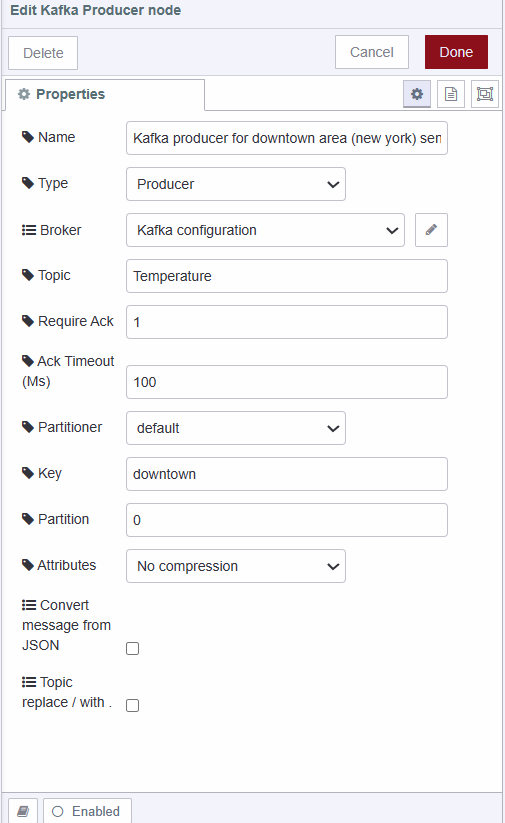 Edit Kafka Producer node
Delete
Cancel
Done
Properties
Name
Kafka producer for downtown area (new york) sen
Type
Producer
Broker
Kafka configuration
Topic
Temperature
Require Ack
1
Ack Timeout
(Ms)
100
Partitioner
default
Key
downtown
Partition
0
Attributes
No compression
Convert
message from
JSON
Topic
replace / with .
Enabled